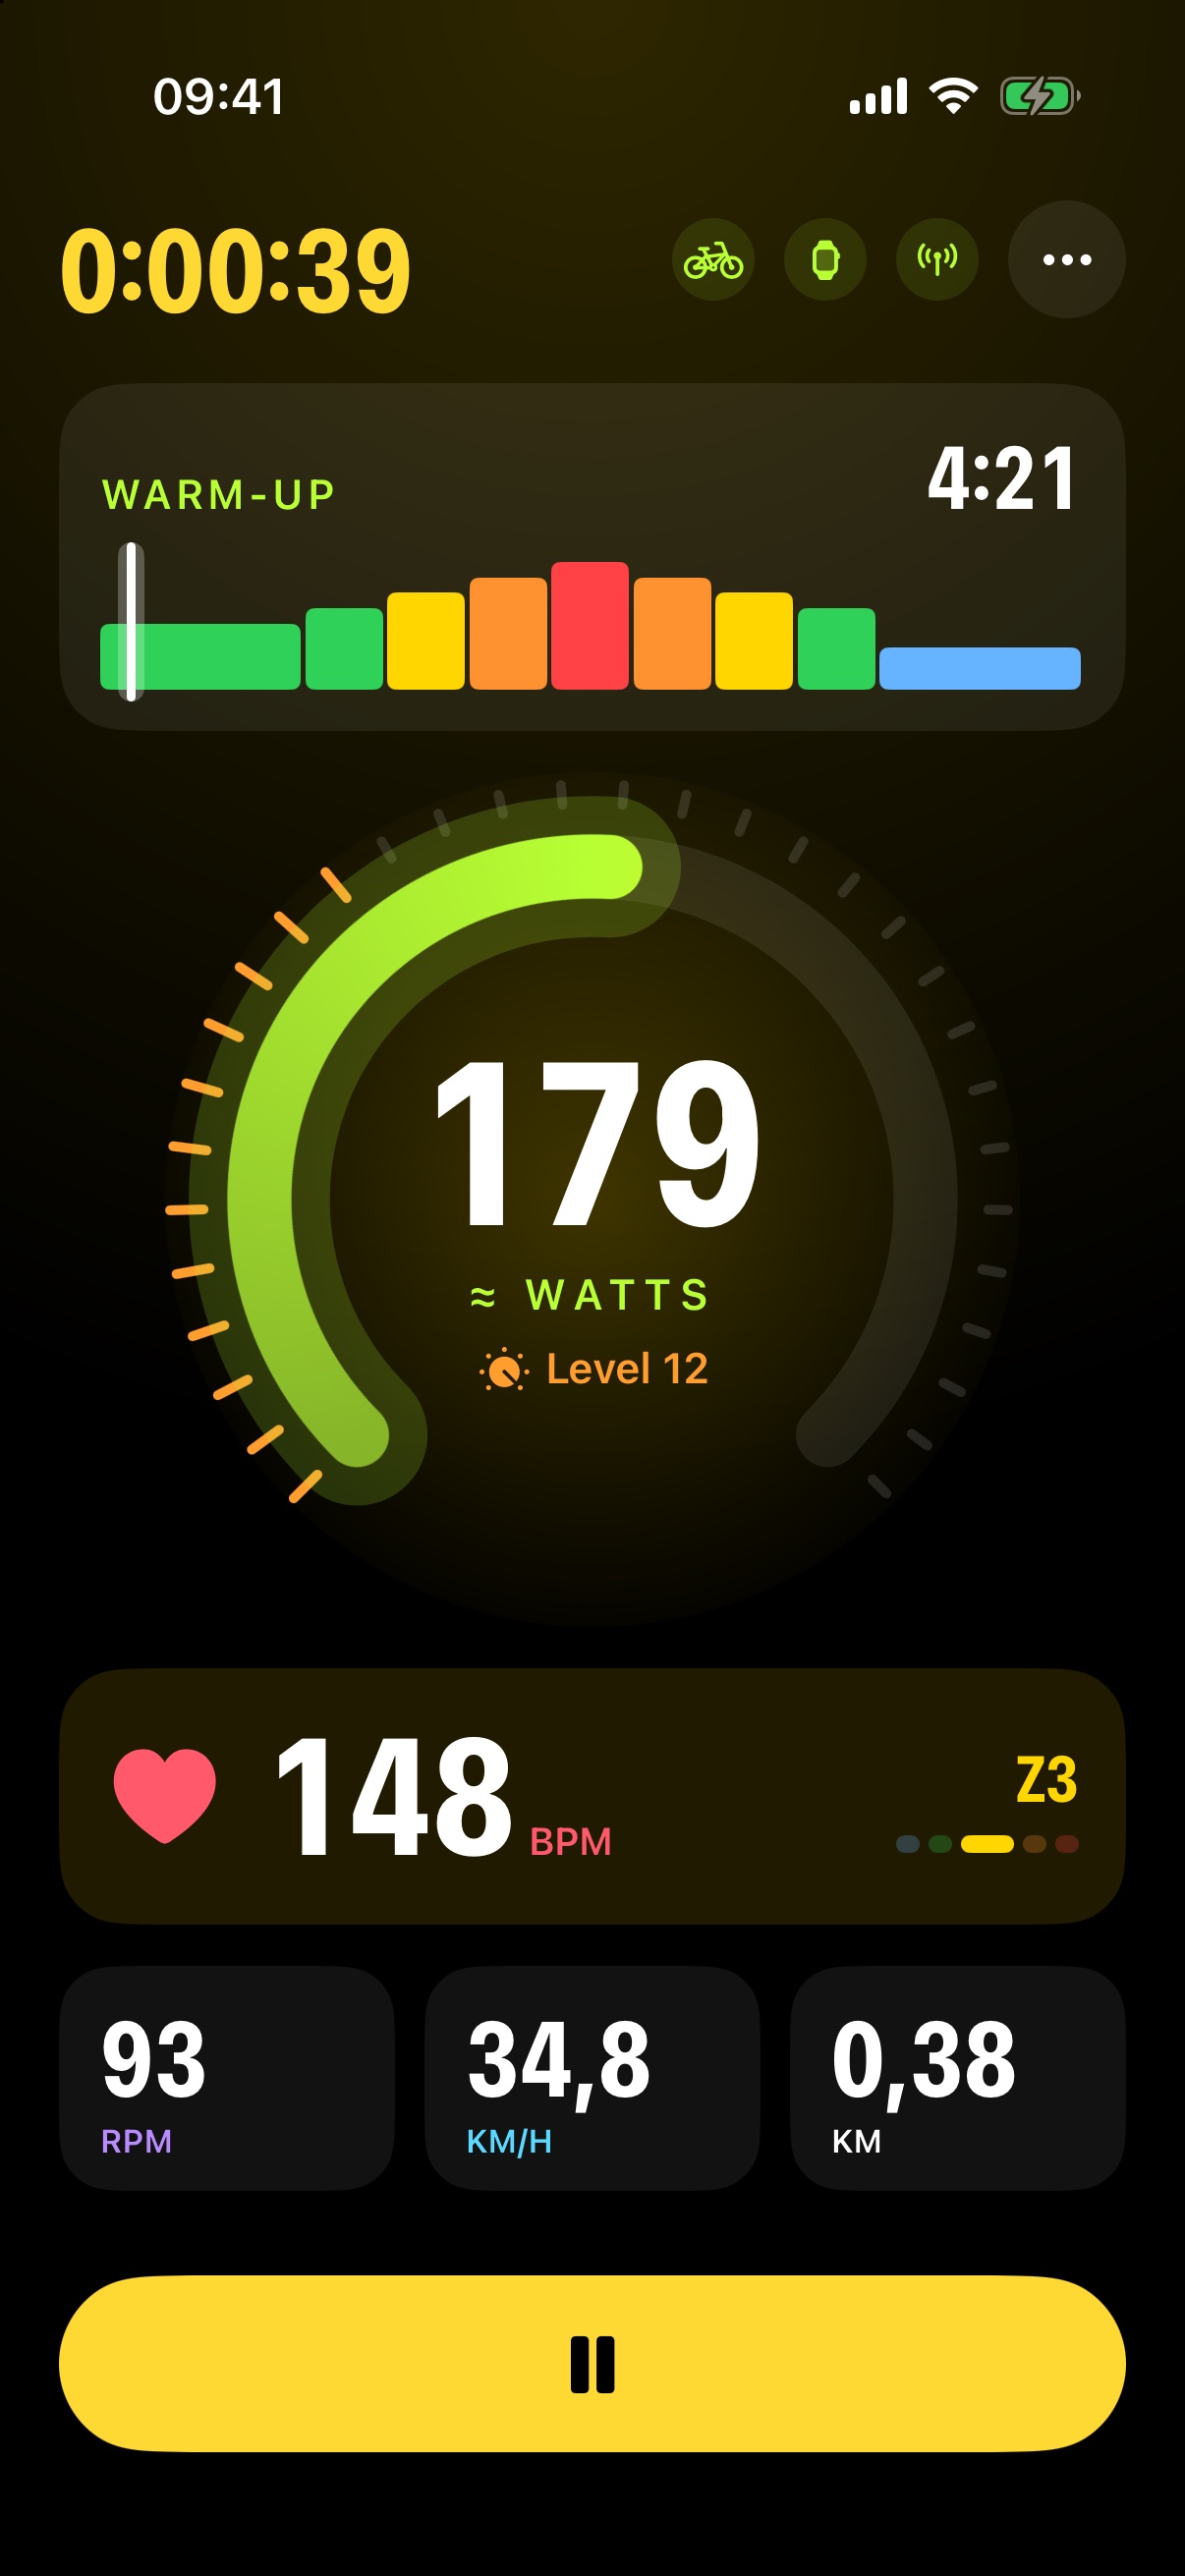 09:41
0:00:39
WARM-UP
4:21
179
≈ WATTS
Level 12
148 BPM
Z3
93
RPM
34,8
KM/H
0,38
KM